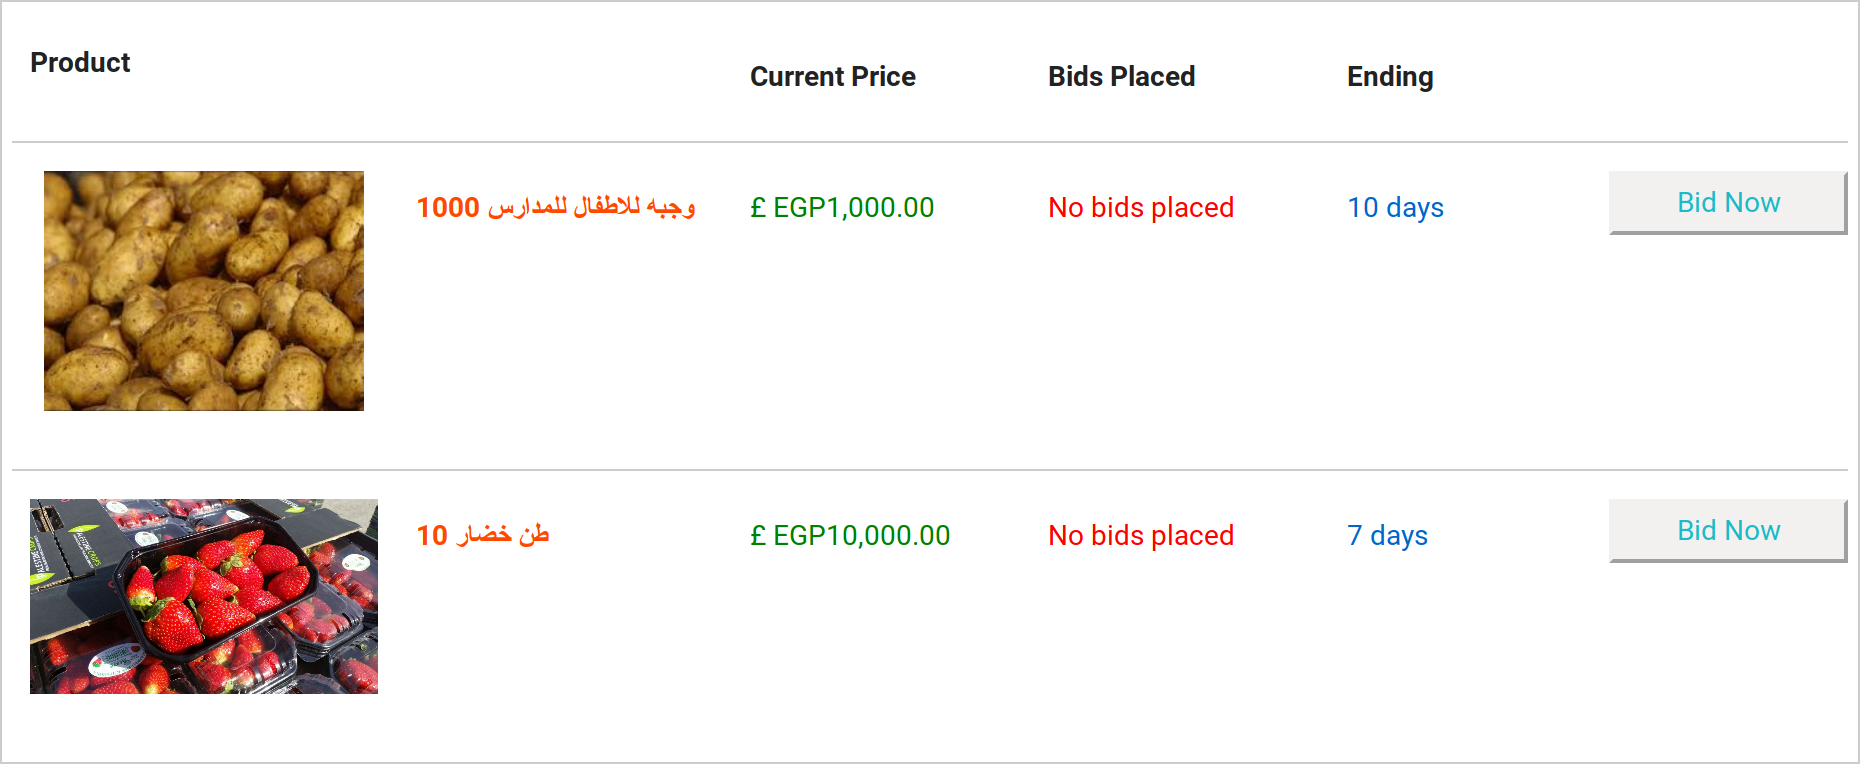 Product
Current Price
Bids Placed
Ending
1000 وجبه للاطفال للمدارس
£ EGP1,000.00
No bids placed
10 days
Bid Now
10 طن خضار
£ EGP10,000.00
No bids placed
7 days
Bid Now